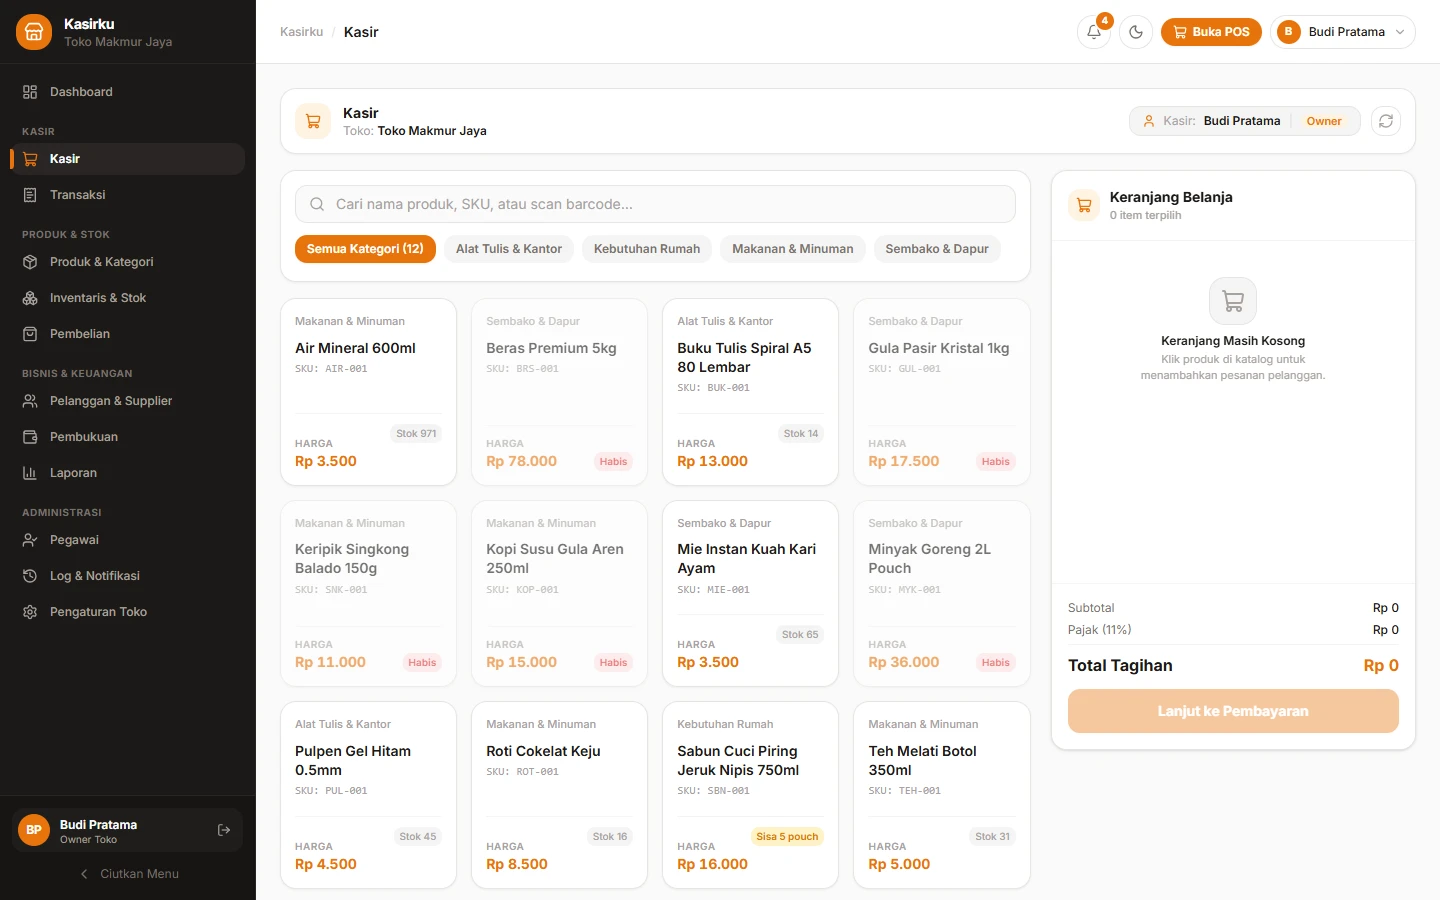 Kasirku
Toko Makmur Jaya
Dashboard
KASIR
Kasir
Transaksi
PRODUK & STOK
Produk & Kategori
Inventaris & Stok
Pembelian
BISNIS & KEUANGAN
Pelanggan & Supplier
Pembukuan
Laporan
ADMINISTRASI
Pegawai
Log & Notifikasi
Pengaturan Toko
BP
Budi Pratama
Owner Toko
Ciutkan Menu
Kasirku / Kasir
4
Buka POS
B
Budi Pratama
Kasir
Toko: Toko Makmur Jaya
Kasir: Budi Pratama
Owner
Cari nama produk, SKU, atau scan barcode...
Semua Kategori (12)
Alat Tulis & Kantor
Kebutuhan Rumah
Makanan & Minuman
Sembako & Dapur
Makanan & Minuman
Air Mineral 600ml
SKU: AIR-001
Stok 971
HARGA
Rp 3.500
Sembako & Dapur
Beras Premium 5kg
SKU: BRS-001
HARGA
Rp 78.000
Habis
Alat Tulis & Kantor
Buku Tulis Spiral A5
80 Lembar
SKU: BUK-001
Stok 14
HARGA
Rp 13.000
Sembako & Dapur
Gula Pasir Kristal 1kg
SKU: GUL-001
HARGA
Rp 17.500
Habis
Makanan & Minuman
Keripik Singkong
Balado 150g
SKU: SNK-001
HARGA
Rp 11.000
Habis
Makanan & Minuman
Kopi Susu Gula Aren
250ml
SKU: KOP-001
HARGA
Rp 15.000
Habis
Sembako & Dapur
Mie Instan Kuah Kari
Ayam
SKU: MIE-001
Stok 65
HARGA
Rp 3.500
Sembako & Dapur
Minyak Goreng 2L
Pouch
SKU: MYK-001
HARGA
Rp 36.000
Habis
Alat Tulis & Kantor
Pulpen Gel Hitam
0.5mm
SKU: PUL-001
Stok 45
HARGA
Rp 4.500
Makanan & Minuman
Roti Cokelat Keju
SKU: ROT-001
Stok 16
HARGA
Rp 8.500
Kebutuhan Rumah
Sabun Cuci Piring
Jeruk Nipis 750ml
SKU: SBN-001
Sisa 5 pouch
HARGA
Rp 16.000
Makanan & Minuman
Teh Melati Botol
350ml
SKU: TEH-001
Stok 31
HARGA
Rp 5.000
Keranjang Belanja
0 item terpilih
Keranjang Masih Kosong
Klik produk di katalog untuk
menambahkan pesanan pelanggan.
Subtotal Rp 0
Pajak (11%) Rp 0
Total Tagihan Rp 0
Lanjut ke Pembayaran